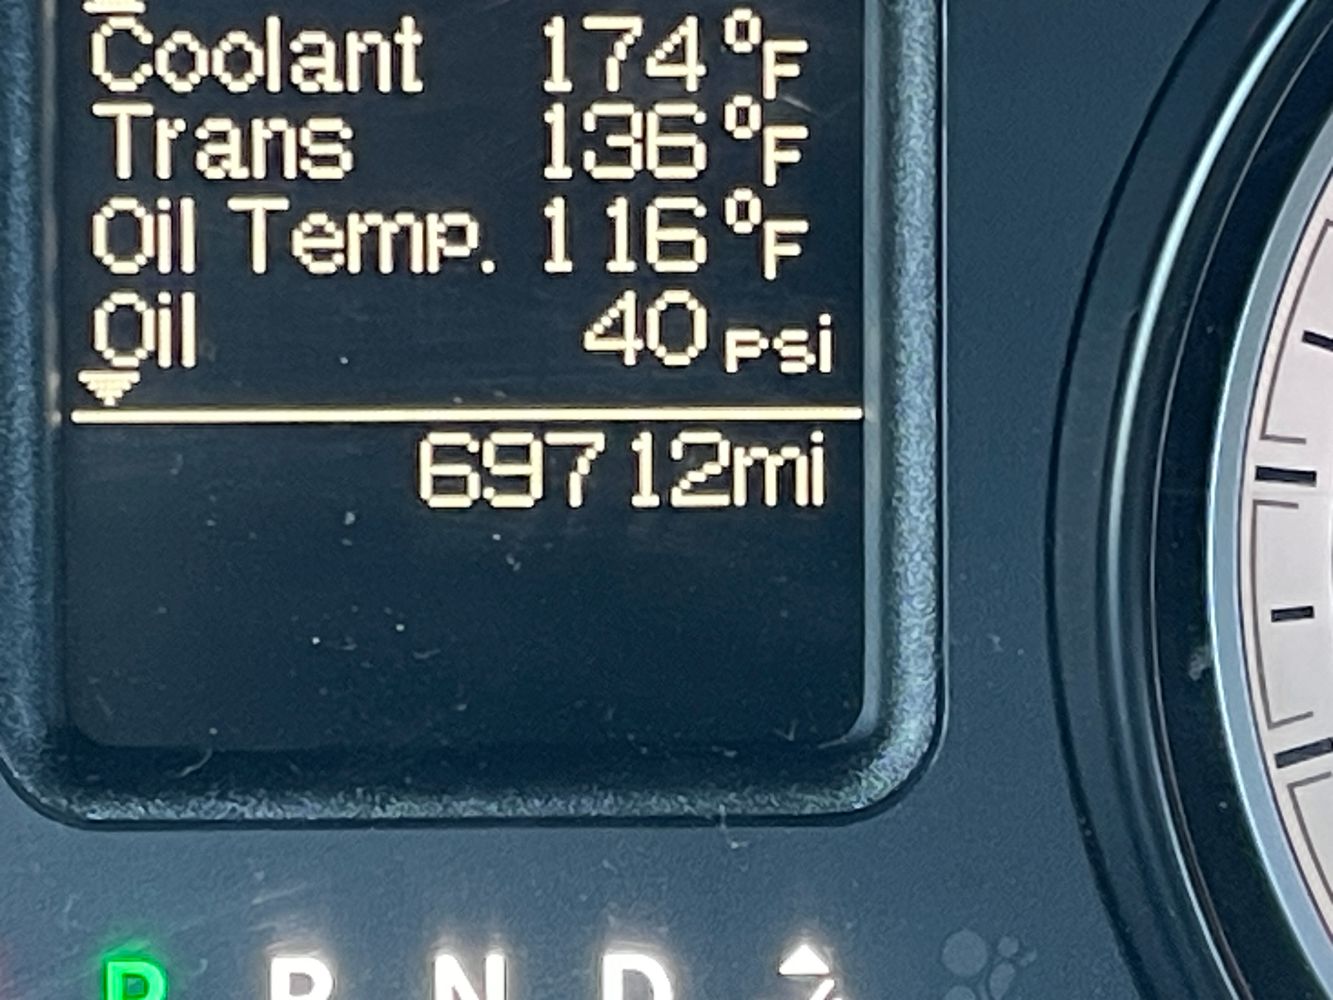 Coolant 174°F
Trans 136°F
Oil Temp. 116°F
Oil 40 psi
69712mi
P R N D